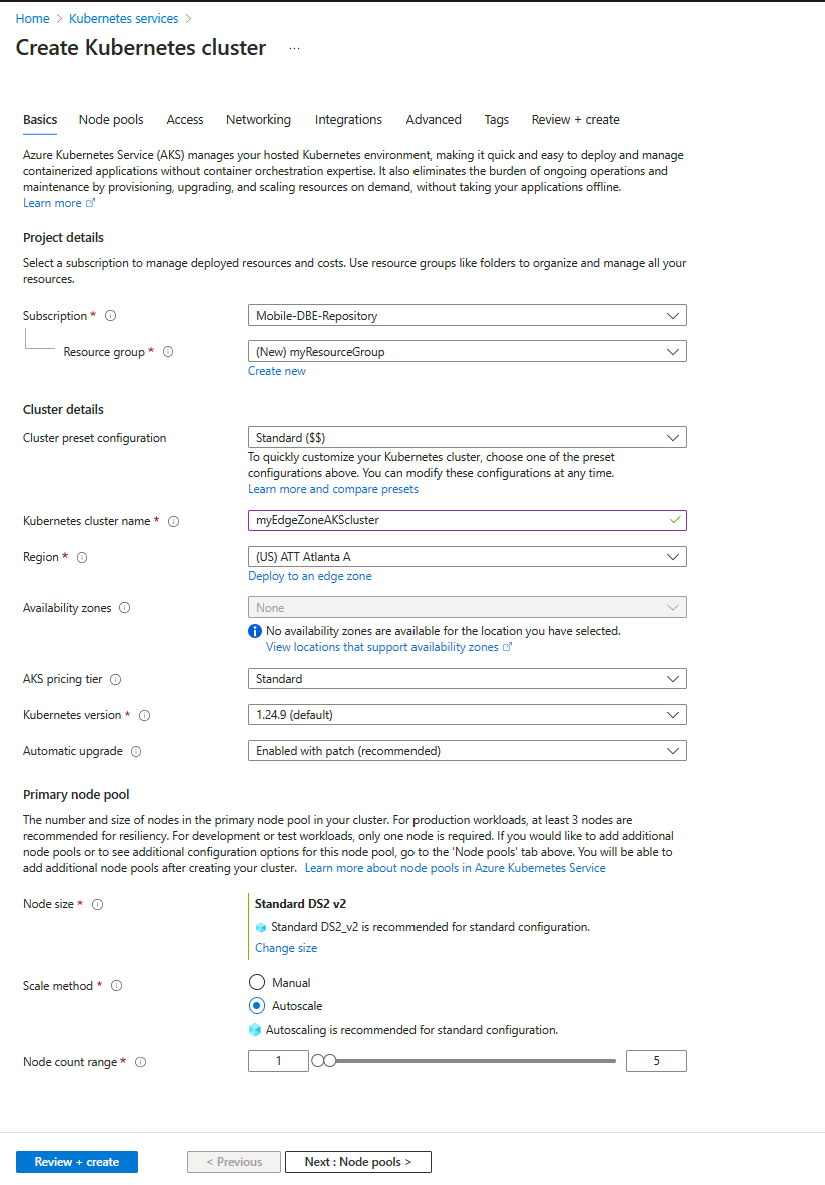 Home > Kubernetes services >
Create Kubernetes cluster ...
Basics Node pools Access Networking Integrations Advanced Tags Review + create
Azure Kubernetes Service (AKS) manages your hosted Kubernetes environment, making it quick and easy to deploy and manage
containerized applications without container orchestration expertise. It also eliminates the burden of ongoing operations and
maintenance by provisioning, upgrading, and scaling resources on demand, without taking your applications offline.
Learn more
Project details
Select a subscription to manage deployed resources and costs. Use resource groups like folders to organize and manage all your
resources.
Subscription * Mobile-DBE-Repository
Resource group * (New) myResourceGroup
Create new
Cluster details
Cluster preset configuration Standard ($$)
To quickly customize your Kubernetes cluster, choose one of the preset
configurations above. You can modify these configurations at any time.
Learn more and compare presets
Kubernetes cluster name * myEdgeZoneAKScluster
Region * (US) ATT Atlanta A
Deploy to an edge zone
Availability zones None
No availability zones are available for the location you have selected.
View locations that support availability zones
AKS pricing tier Standard
Kubernetes version * 1.24.9 (default)
Automatic upgrade Enabled with patch (recommended)
Primary node pool
The number and size of nodes in the primary node pool in your cluster. For production workloads, at least 3 nodes are
recommended for resiliency. For development or test workloads, only one node is required. If you would like to add additional
node pools or to see additional configuration options for this node pool, go to the 'Node pools' tab above. You will be able to
add additional node pools after creating your cluster. Learn more about node pools in Azure Kubernetes Service
Node size * Standard DS2 v2
Standard DS2_v2 is recommended for standard configuration.
Change size
Scale method * Manual
Autoscale
Autoscaling is recommended for standard configuration.
Node count range * 1 5
Review + create < Previous Next : Node pools >